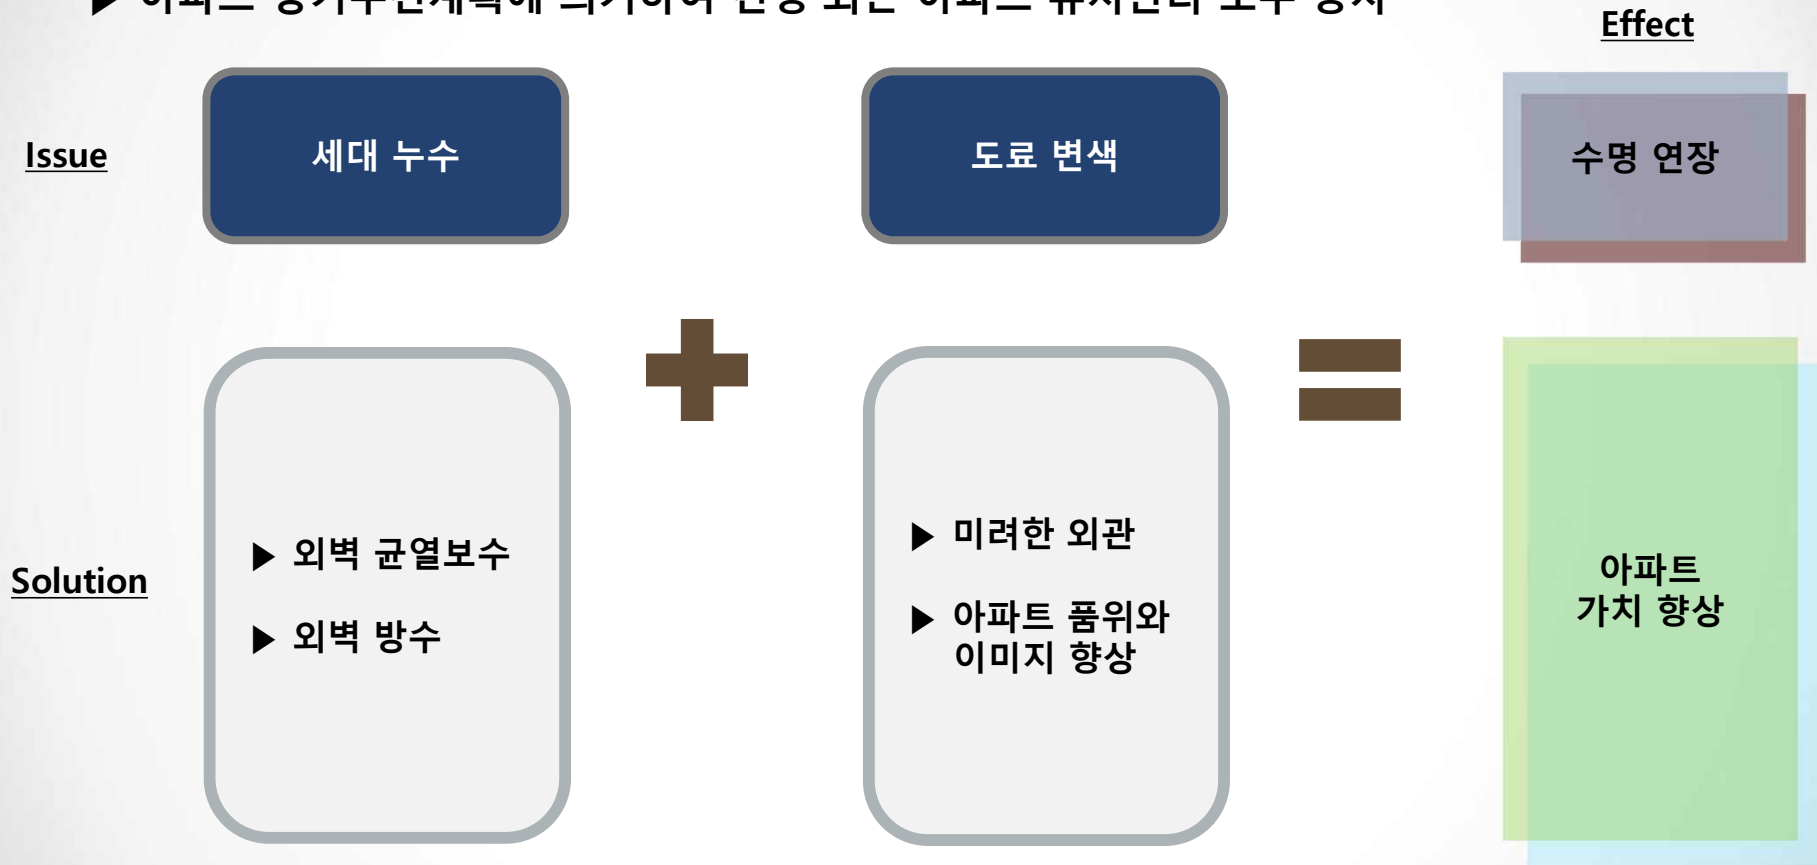 Effect
Issue
세대 누수
도료 변색
수명 연장
Solution
▶ 외벽 균열보수
▶ 외벽 방수
▶ 미려한 외관
▶ 아파트 품위와
이미지 향상
아파트
가치 향상